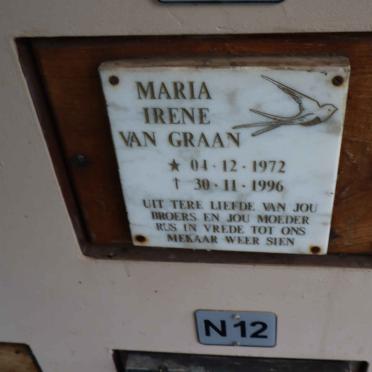 MARIA
IRENE
VAN GRAAN
★ 04-12-1972
† 30-11-1996
UIT TERE LIEFDE VAN JOU
BROERS EN JOU MOEDER
RUS IN VREDE TOT ONS
MEKAAR WEER SIEN
N12